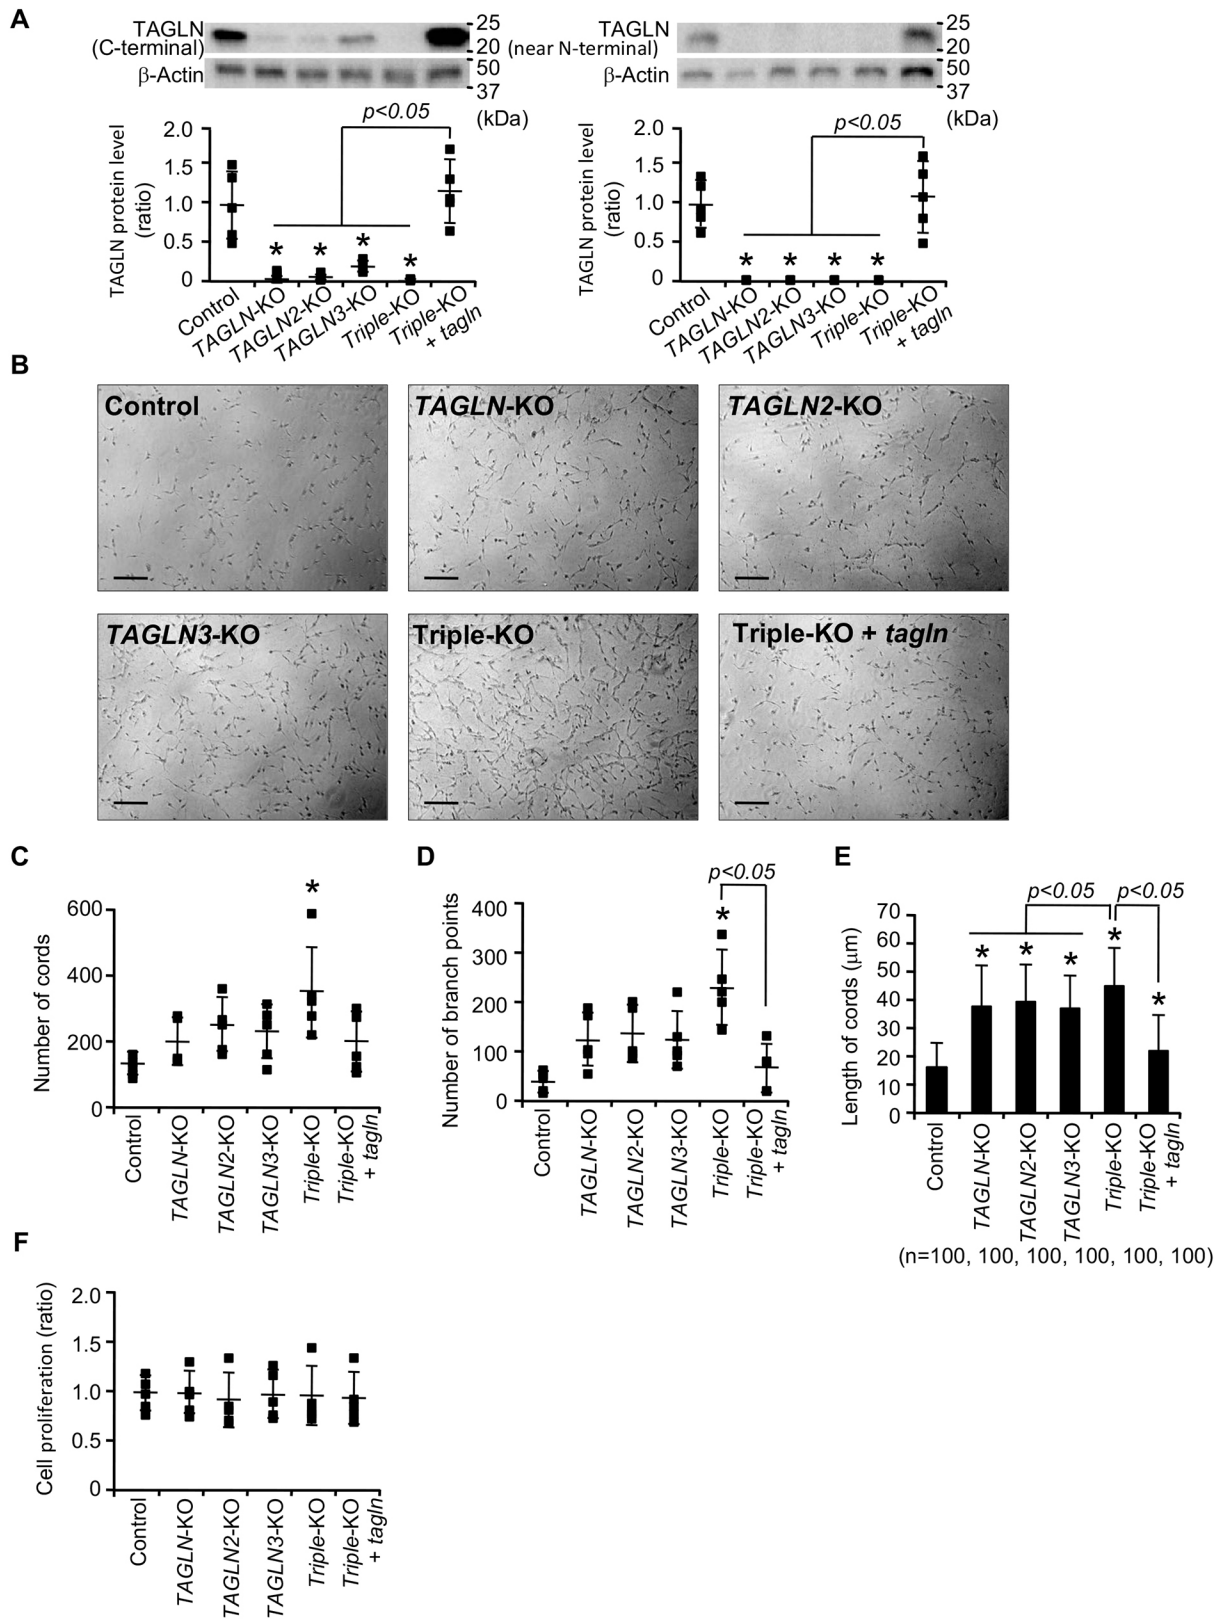 A
TAGLN
(C-terminal)
β-Actin
25
20
50
37
(kDa)
TAGLN
(near N-terminal)
β-Actin
25
20
50
37
(kDa)
TAGLN protein level
(ratio)
2.0
1.5
1.0
0.5
0
p<0.05
*
*
*
*
Control
TAGLN-KO
TAGLN2-KO
TAGLN3-KO
Triple-KO
Triple-KO
+ tagln
TAGLN protein level
(ratio)
2.0
1.5
1.0
0.5
0
p<0.05
*
*
*
*
Control
TAGLN-KO
TAGLN2-KO
TAGLN3-KO
Triple-KO
Triple-KO
+ tagln
B
Control
TAGLN-KO
TAGLN2-KO
TAGLN3-KO
Triple-KO
Triple-KO + tagln
C
Number of cords
600
400
200
0
*
Control
TAGLN-KO
TAGLN2-KO
TAGLN3-KO
Triple-KO
Triple-KO
+ tagln
D
Number of branch points
400
300
200
100
0
p<0.05
*
Control
TAGLN-KO
TAGLN2-KO
TAGLN3-KO
Triple-KO
Triple-KO
+ tagln
E
Length of cords (μm)
70
60
50
40
30
20
10
0
p<0.05
p<0.05
*
*
*
*
*
Control
TAGLN-KO
TAGLN2-KO
TAGLN3-KO
Triple-KO
Triple-KO
+ tagln
(n=100, 100, 100, 100, 100, 100)
F
Cell proliferation (ratio)
2.0
1.5
1.0
0.5
0
Control
TAGLN-KO
TAGLN2-KO
TAGLN3-KO
Triple-KO
Triple-KO
+ tagln